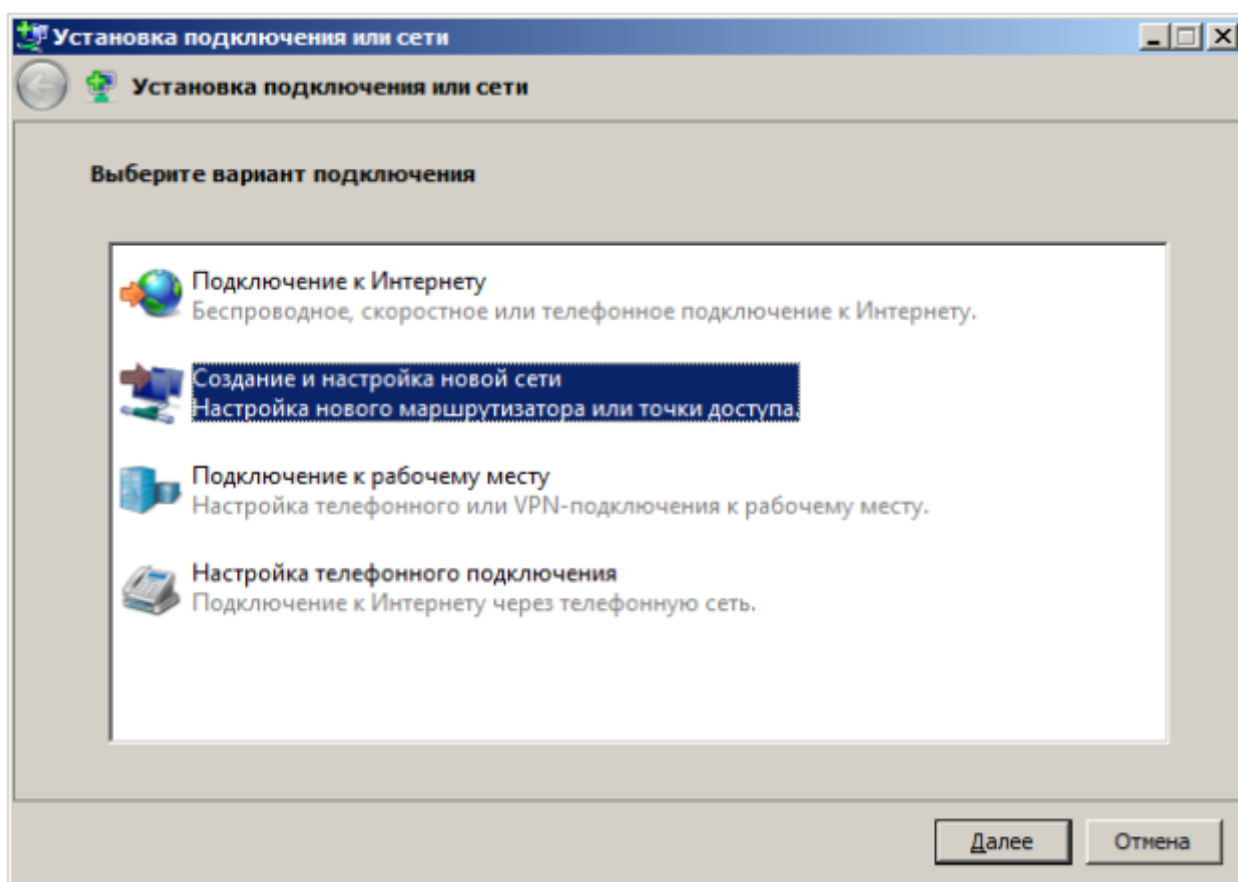 Установка подключения или сети
Установка подключения или сети
Выберите вариант подключения
Подключение к Интернету
Беспроводное, скоростное или телефонное подключение к Интернету.
Создание и настройка новой сети
Настройка нового маршрутизатора или точки доступа.
Подключение к рабочему месту
Настройка телефонного или VPN-подключения к рабочему месту.
Настройка телефонного подключения
Подключение к Интернету через телефонную сеть.
Далее Отмена